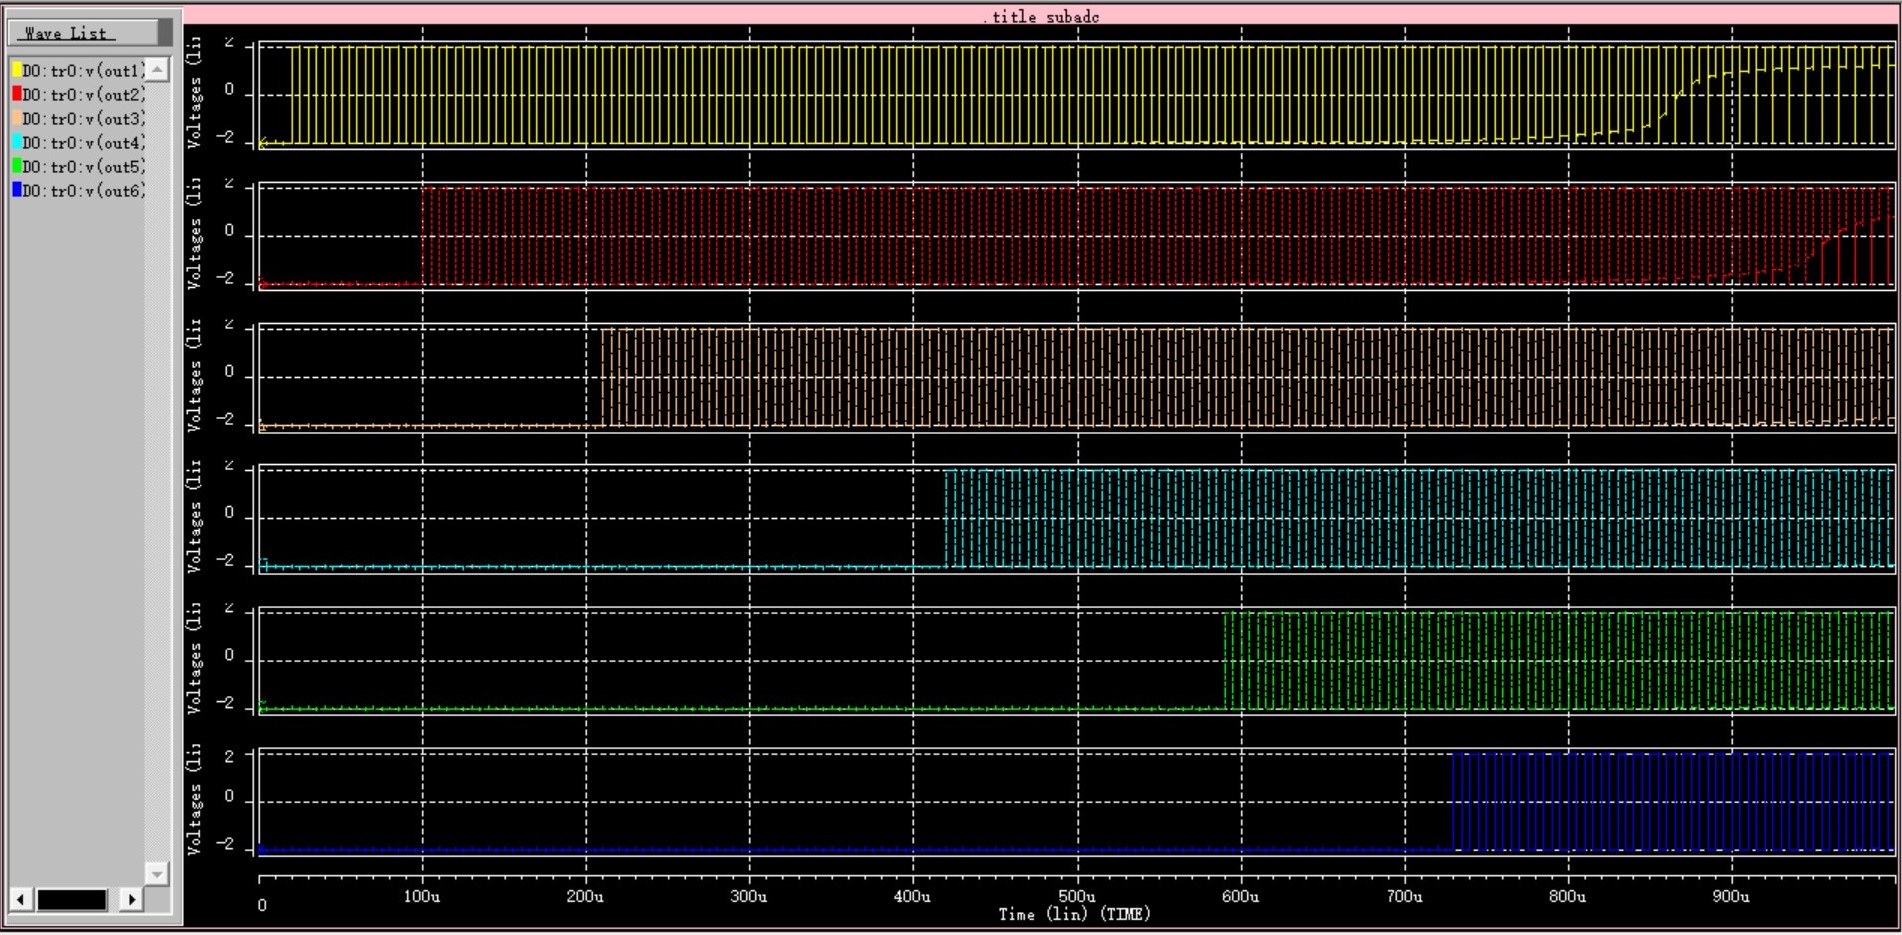 .title subadc
Wave List
D0:tr0:v(out1)
D0:tr0:v(out2)
D0:tr0:v(out3)
D0:tr0:v(out4)
D0:tr0:v(out5)
D0:tr0:v(out6)
Voltages (lin
2
0
-2
Voltages (lin
2
0
-2
Voltages (lin
2
0
-2
Voltages (lin
2
0
-2
Voltages (lin
2
0
-2
Voltages (lin
2
0
-2
0
100u
200u
300u
400u
500u
600u
700u
800u
900u
Time (lin) (TIME)